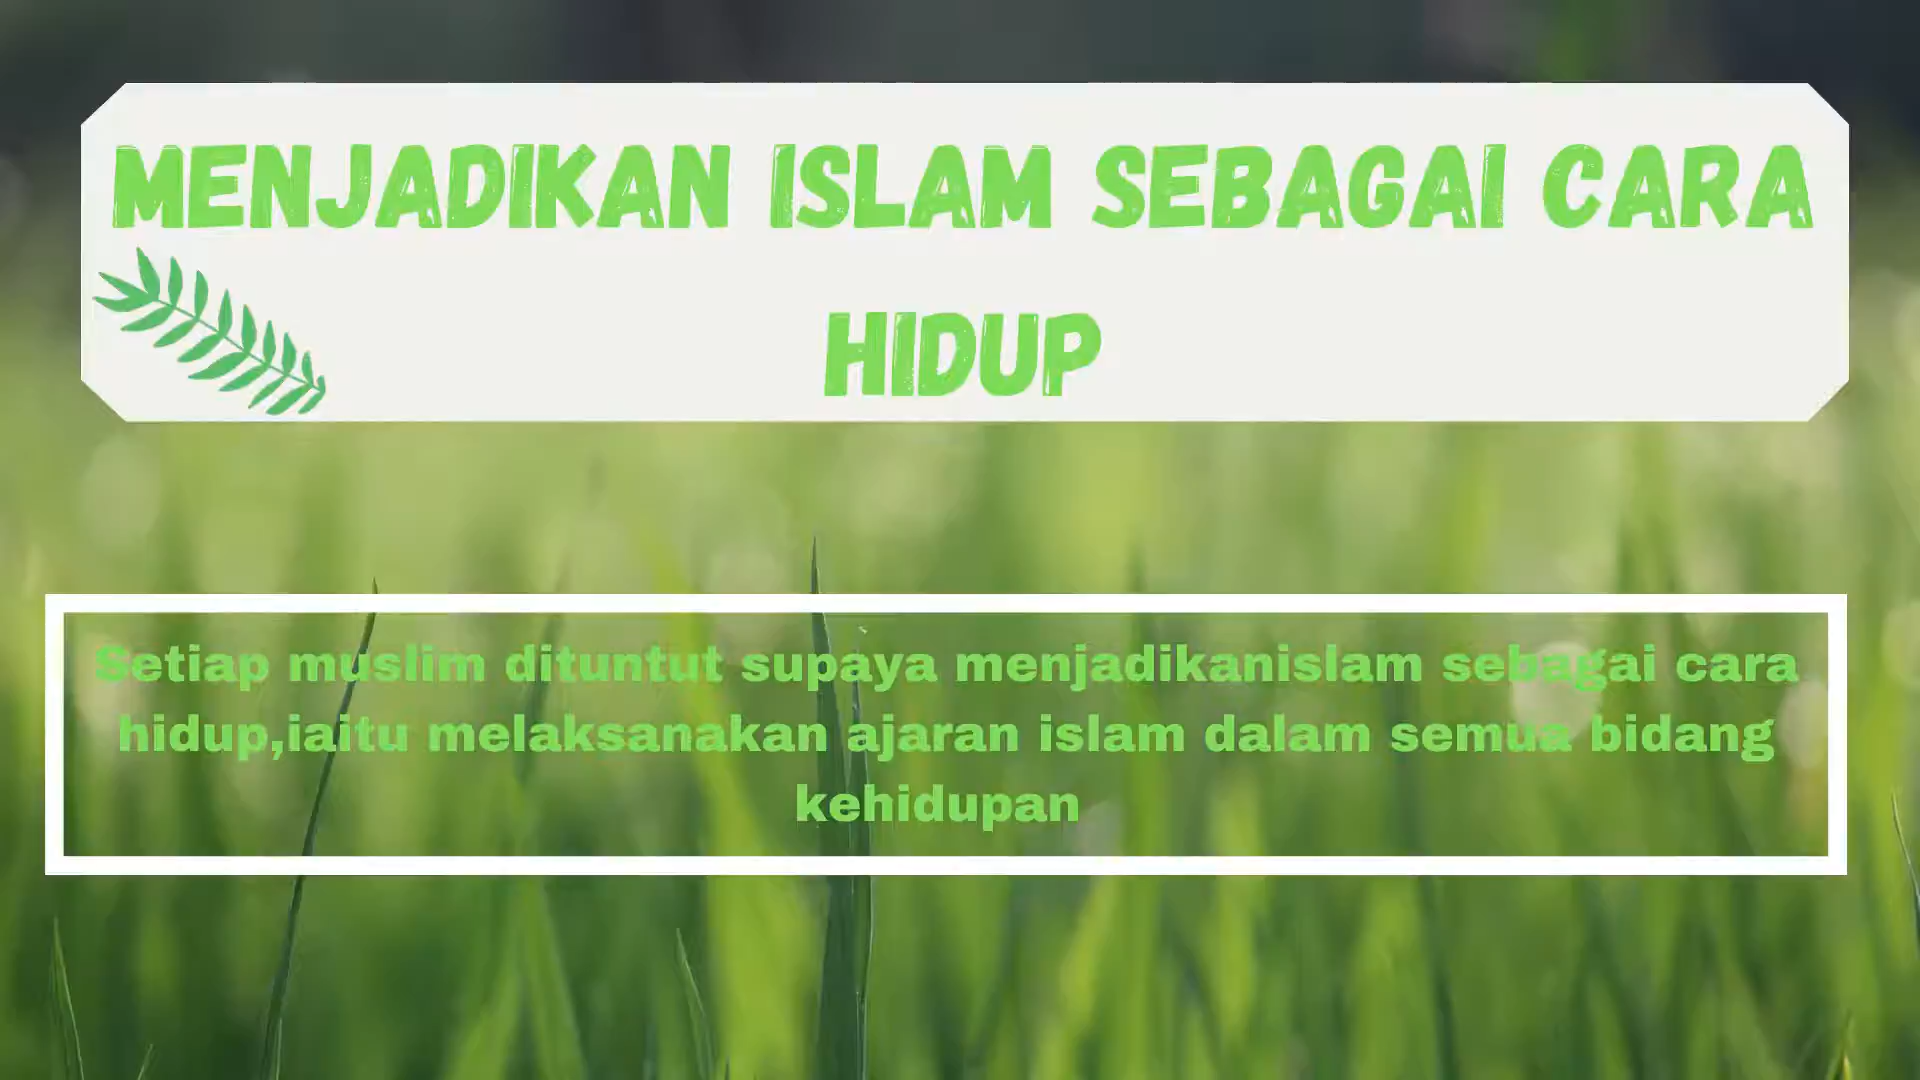 MENJADIKAN ISLAM SEBAGAI CARA
HIDUP
Setiap muslim dituntut supaya menjadikanislam sebagai cara
hidup,iaitu melaksanakan ajaran islam dalam semua bidang
kehidupan